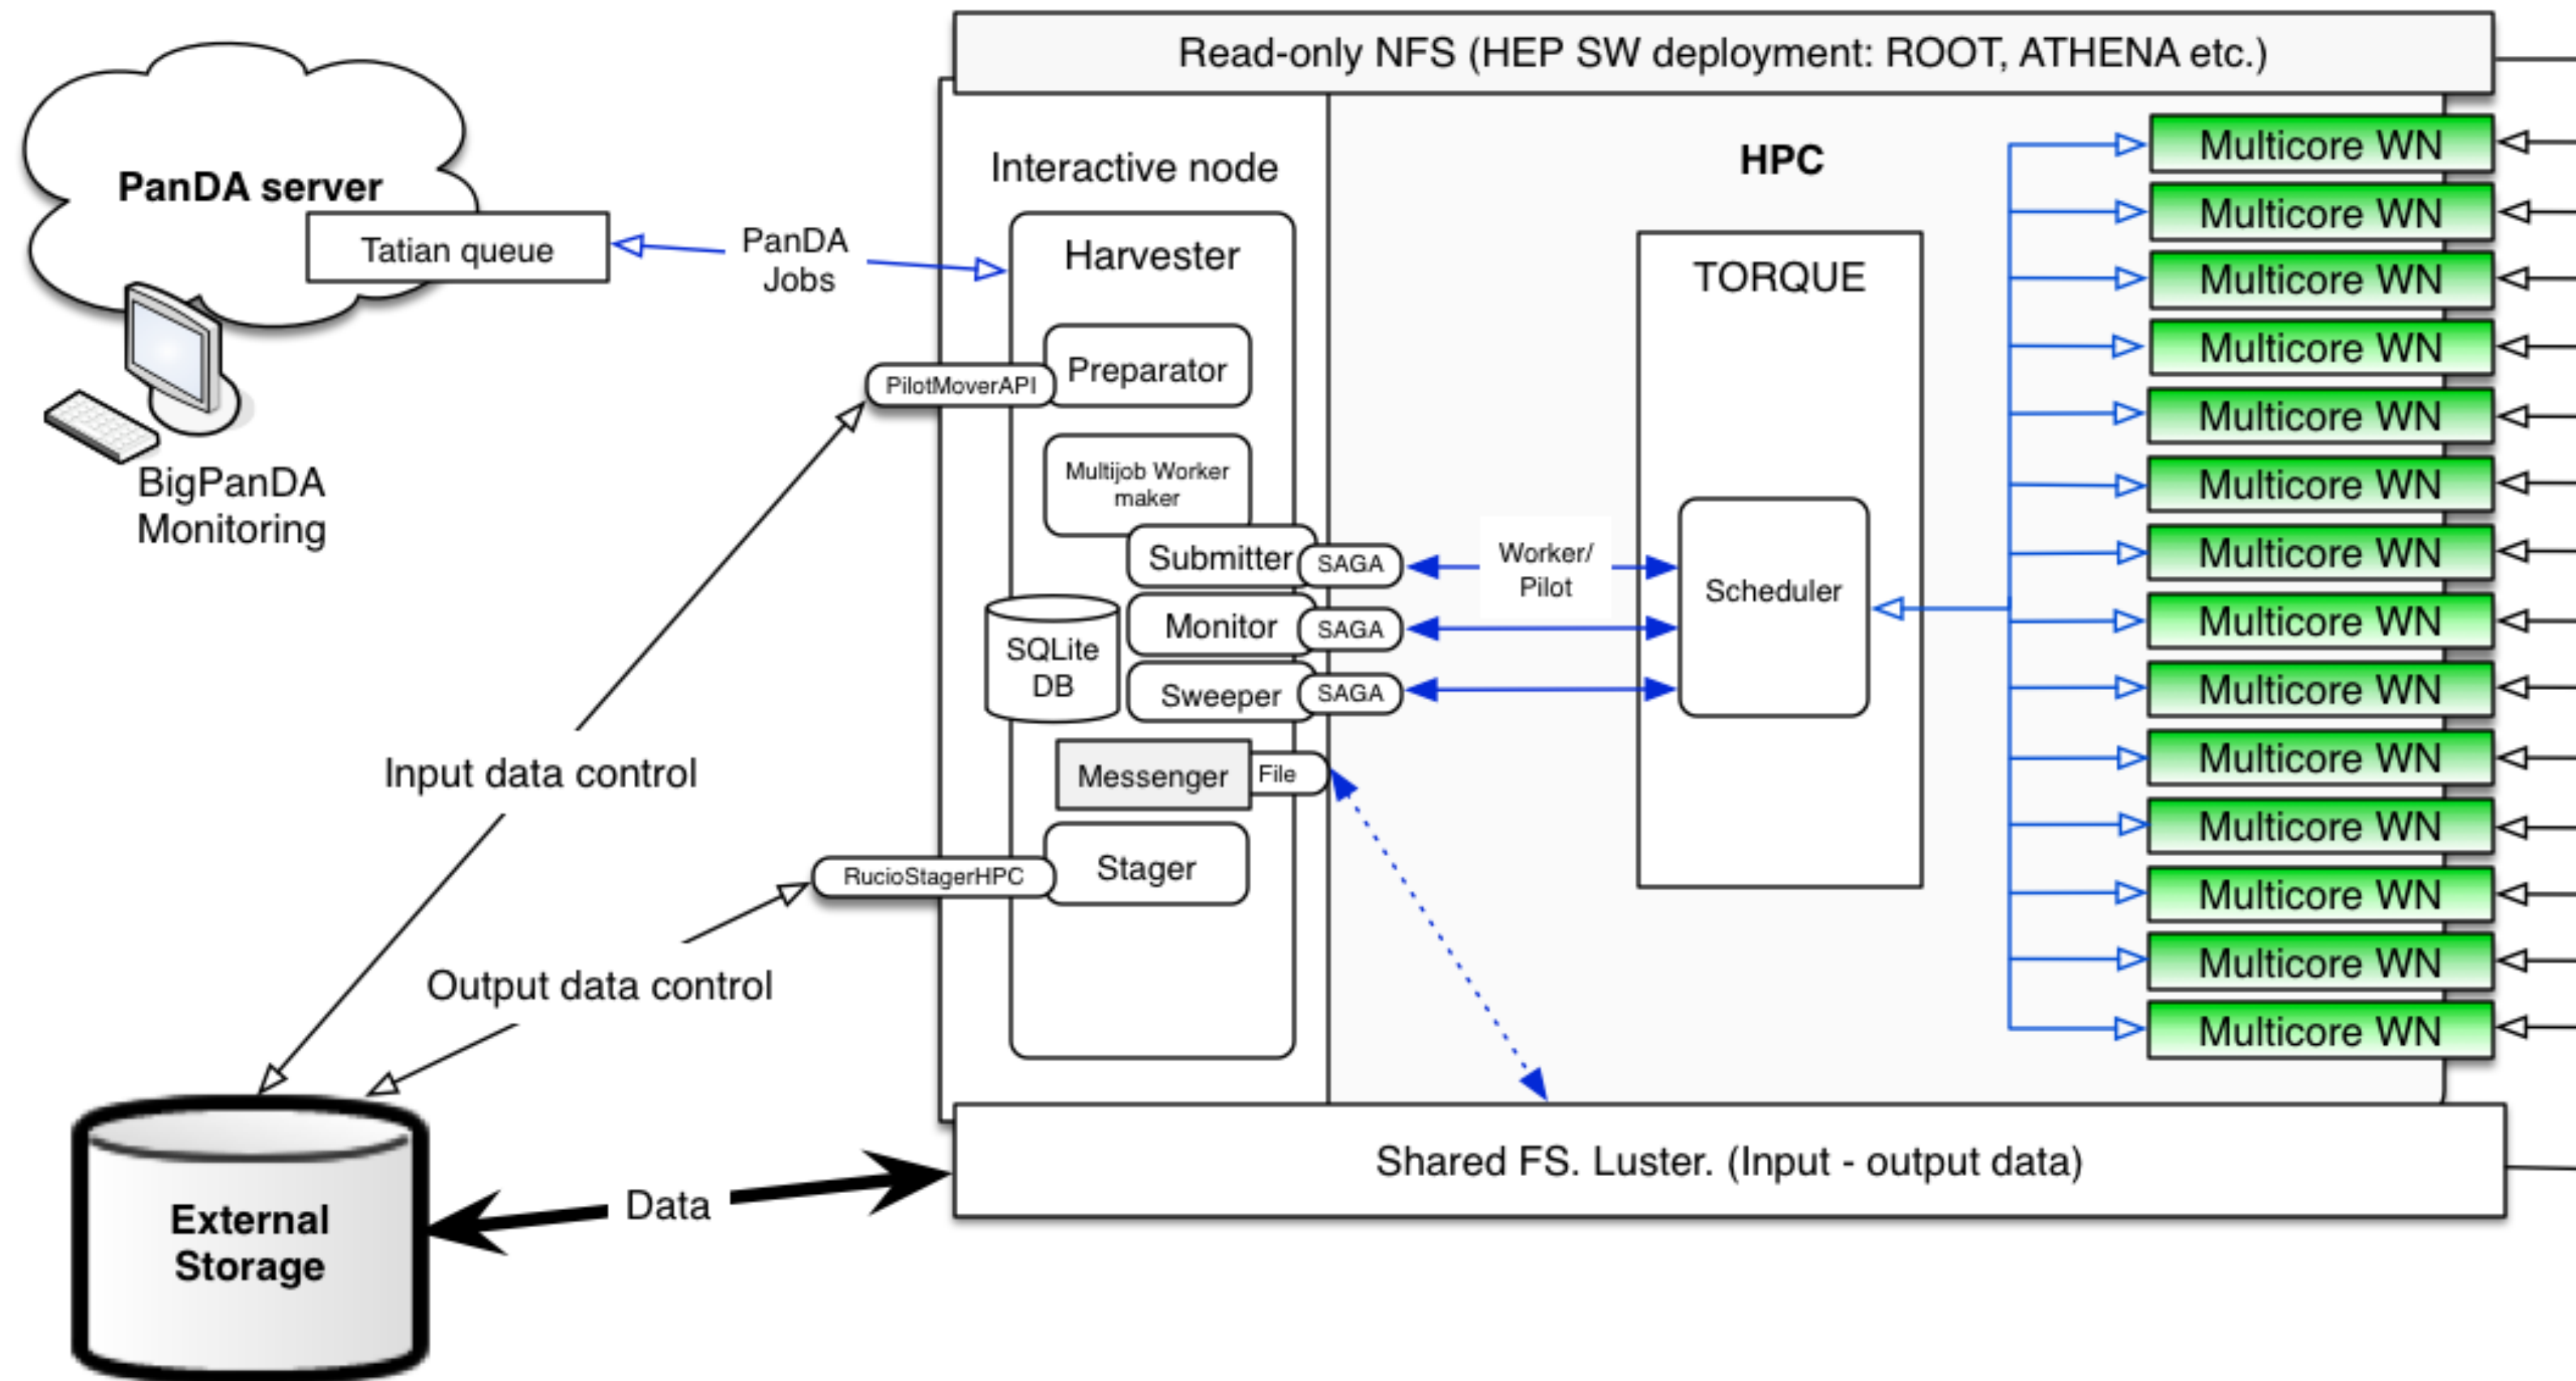 Read-only NFS (HEP SW deployment: ROOT, ATHENA etc.)
PanDA server
Tatian queue
PanDA
Jobs
BigPanDA
Monitoring
Interactive node
Harvester
Preparator
PilotMoverAPI
Multijob Worker
maker
Submitter
SAGA
Monitor
SAGA
Sweeper
SAGA
SQLite
DB
Messenger
File
Stager
RucioStagerHPC
Input data control
Output data control
External
Storage
Data
HPC
TORQUE
Worker/
Pilot
Scheduler
Multicore WN
Multicore WN
Multicore WN
Multicore WN
Multicore WN
Multicore WN
Multicore WN
Multicore WN
Multicore WN
Multicore WN
Multicore WN
Multicore WN
Multicore WN
Multicore WN
Shared FS. Luster. (Input - output data)